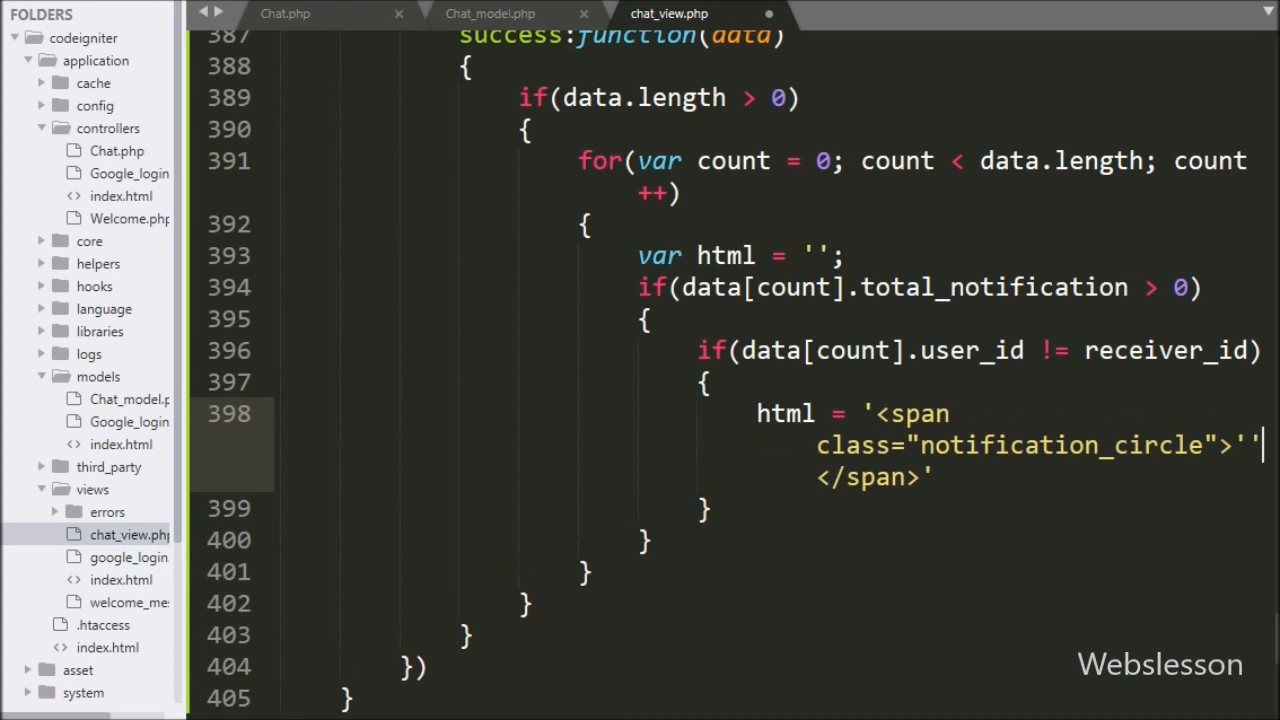 FOLDERS
codeigniter
application
cache
config
controllers
Chat.php
Google_login
index.html
Welcome.php
core
helpers
hooks
language
libraries
logs
models
Chat_model.p
Google_login
index.html
third_party
views
errors
chat_view.php
google_login
index.html
welcome_mes
.htaccess
index.html
asset
system
Chat.php
Chat_model.php
chat_view.php
387 success:function(data)
388 {
389 if(data.length > 0)
390 {
391 for(var count = 0; count < data.length; count
++)
392 {
393 var html = '';
394 if(data[count].total_notification > 0)
395 {
396 if(data[count].user_id != receiver_id)
397 {
398 html = '<span
class="notification_circle">''
</span>'
399 }
400 }
401 }
402 }
403 }
404 })
405 }
Webslesson